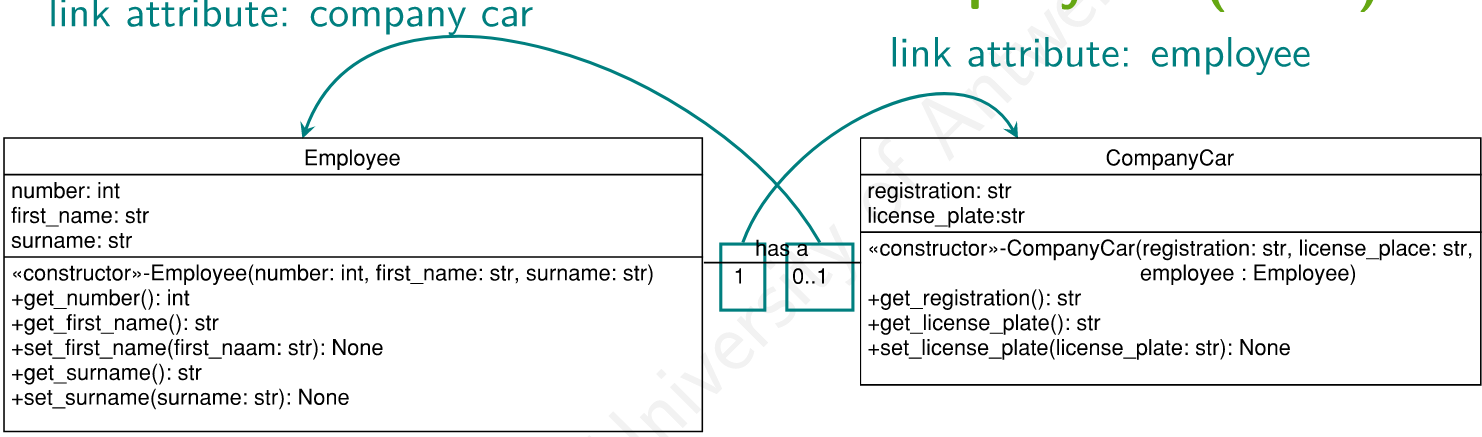 link attribute: company car
link attribute: employee
Employee
number: int
first_name: str
surname: str
«constructor»-Employee(number: int, first_name: str, surname: str)
+get_number(): int
+get_first_name(): str
+set_first_name(first_naam: str): None
+get_surname(): str
+set_surname(surname: str): None
has a
1
0..1
CompanyCar
registration: str
license_plate:str
«constructor»-CompanyCar(registration: str, license_place: str,
employee : Employee)
+get_registration(): str
+get_license_plate(): str
+set_license_plate(license_plate: str): None
University of Antwer